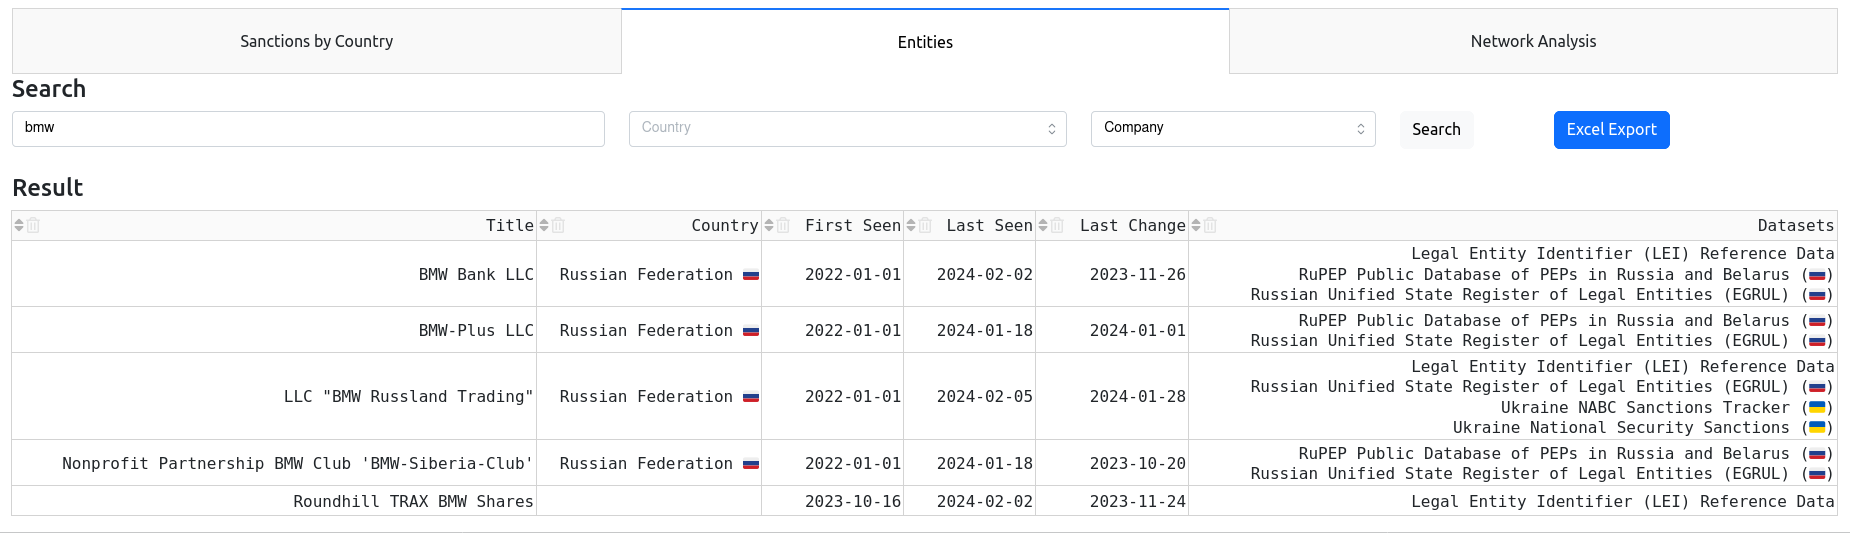 Sanctions by Country
Entities
Network Analysis
Search
bmw
Country
Company
Search
Excel Export
Result
Title
Country
First Seen
Last Seen
Last Change
Datasets
BMW Bank LLC
Russian Federation
2022-01-01
2024-02-02
2023-11-26
Legal Entity Identifier (LEI) Reference Data
RuPEP Public Database of PEPs in Russia and Belarus (🇷🇺)
Russian Unified State Register of Legal Entities (EGRUL) (🇷🇺)
BMW-Plus LLC
Russian Federation
2022-01-01
2024-01-18
2024-01-01
RuPEP Public Database of PEPs in Russia and Belarus (🇷🇺)
Russian Unified State Register of Legal Entities (EGRUL) (🇷🇺)
LLC "BMW Russland Trading"
Russian Federation
2022-01-01
2024-02-05
2024-01-28
Legal Entity Identifier (LEI) Reference Data
Russian Unified State Register of Legal Entities (EGRUL) (🇷🇺)
Ukraine NABC Sanctions Tracker (🇺🇦)
Ukraine National Security Sanctions (🇺🇦)
Nonprofit Partnership BMW Club 'BMW-Siberia-Club'
Russian Federation
2022-01-01
2024-01-18
2023-10-20
RuPEP Public Database of PEPs in Russia and Belarus (🇷🇺)
Russian Unified State Register of Legal Entities (EGRUL) (🇷🇺)
Roundhill TRAX BMW Shares
2023-10-16
2024-02-02
2023-11-24
Legal Entity Identifier (LEI) Reference Data